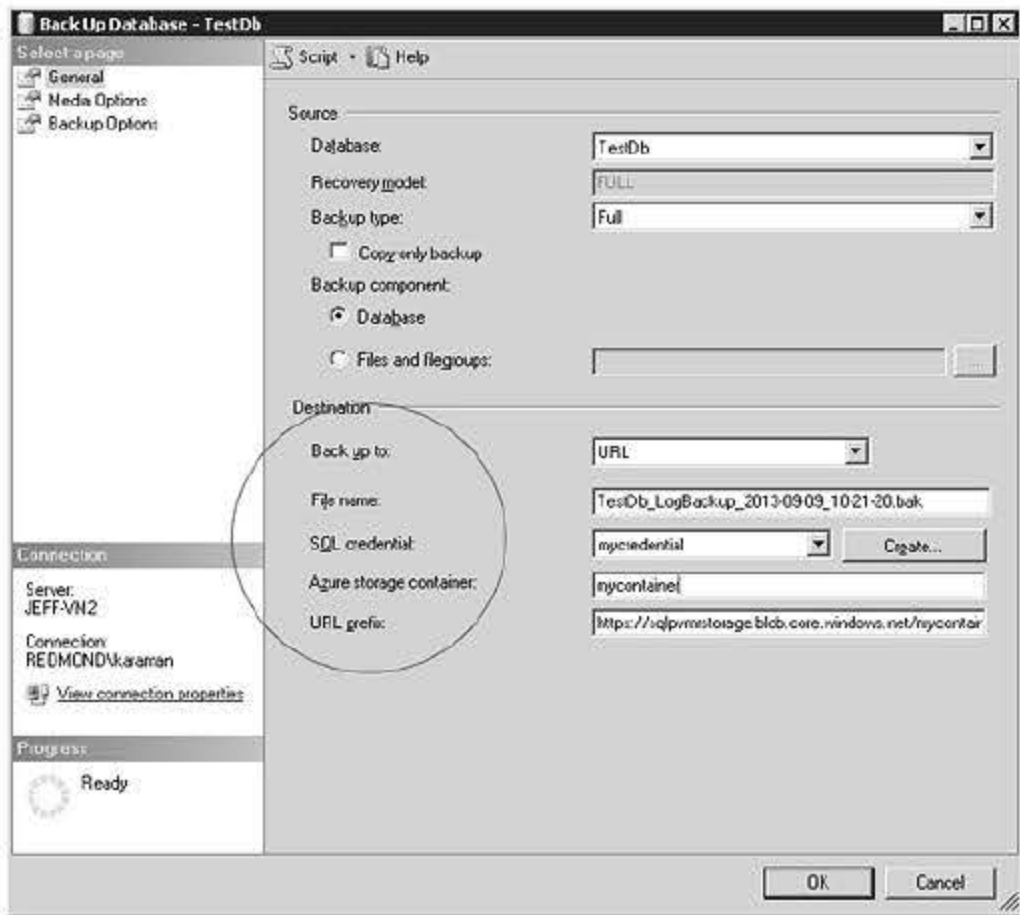 Back Up Database - TestDb
Select a page
General
Media Options
Backup Options
Script
Help
Source
Database:
TestDb
Recovery model:
FULL
Backup type:
Full
Copy-only backup
Backup component:
Database
Files and filegroups:
...
Destination
Back up to:
URL
File name:
TestDb_LogBackup_2013-09-09_10-21-20.bak
SQL credential:
mycredential
Create...
Azure storage container:
mycontainer
URL prefix:
https://sqlpvmrstorage.blob.core.windows.net/mycontair
Connection
Server:
JEFF-VN2
Connection:
REDMOND\karaman
View connection properties
Progress
Ready
OK
Cancel